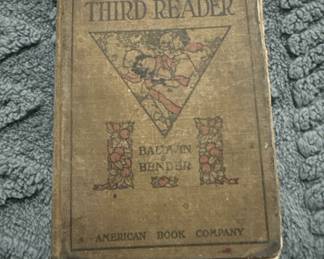 THIRD READER
BALDWIN
BENDER
AMERICAN BOOK COMPANY